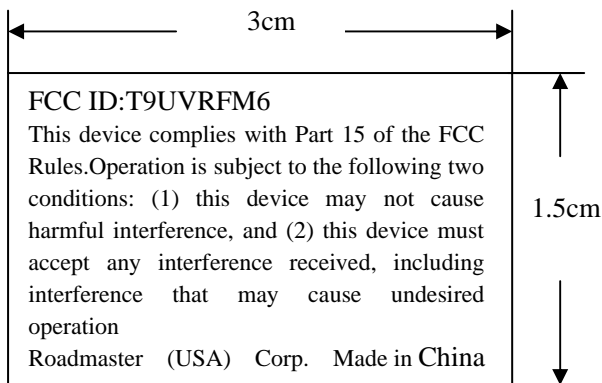 3cm
FCC ID:T9UVRFM6
This device complies with Part 15 of the FCC
Rules.Operation is subject to the following two
conditions: (1) this device may not cause
harmful interference, and (2) this device must
accept any interference received, including
interference that may cause undesired
operation
Roadmaster (USA) Corp. Made in China
1.5cm